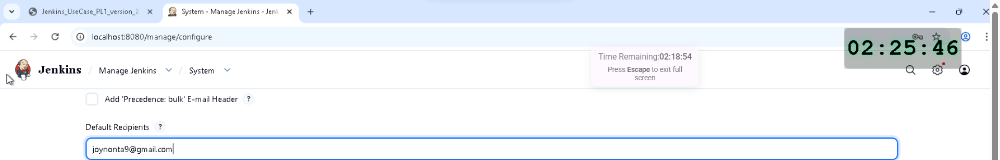 Jenkins_UseCase_PL1_version_2
System - Manage Jenkins - Jenk
localhost:8080/manage/configure
02:25:46
Time Remaining:02:18:54
Press Escape to exit full
screen
Jenkins / Manage Jenkins / System
Add 'Precedence: bulk' E-mail Header ?
Default Recipients ?
joynonta9@gmail.com